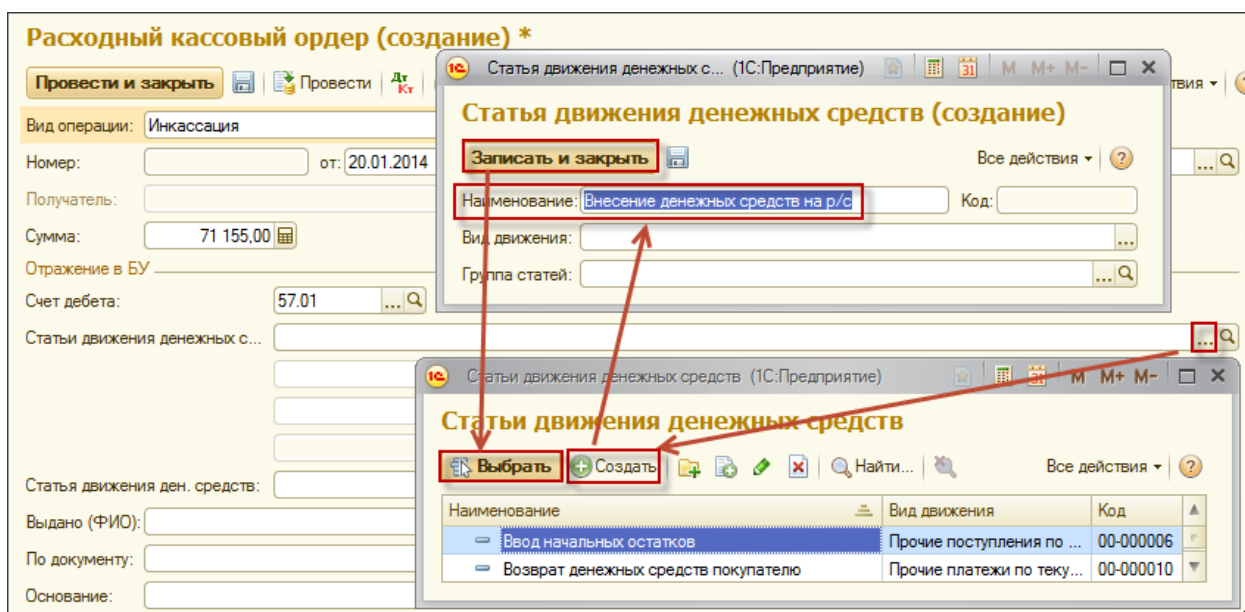 Расходный кассовый ордер (создание) *
Провести и закрыть Провести Дт Кт
Вид операции: Инкассация
Номер: от: 20.01.2014 ...
Получатель:
Сумма: 71 155,00
Отражение в БУ
Счет дебета: 57.01 ...
Статьи движения денежных с... ...
Статья движения ден. средств:
Выдано (ФИО):
По документу:
Основание:
1С Статья движения денежных с... (1С:Предприятие) 31 M M+ M-
Статья движения денежных средств (создание)
Записать и закрыть Все действия ?
Наименование: Внесение денежных средств на р/с Код:
Вид движения: ...
Группа статей: ...
1С Статьи движения денежных средств (1С:Предприятие) 31 M M+ M-
Статьи движения денежных средств
Выбрать Создать Найти... Все действия ?
Наименование Вид движения Код
Ввод начальных остатков Прочие поступления по ... 00-000006
Возврат денежных средств покупателю Прочие платежи по теку... 00-000010